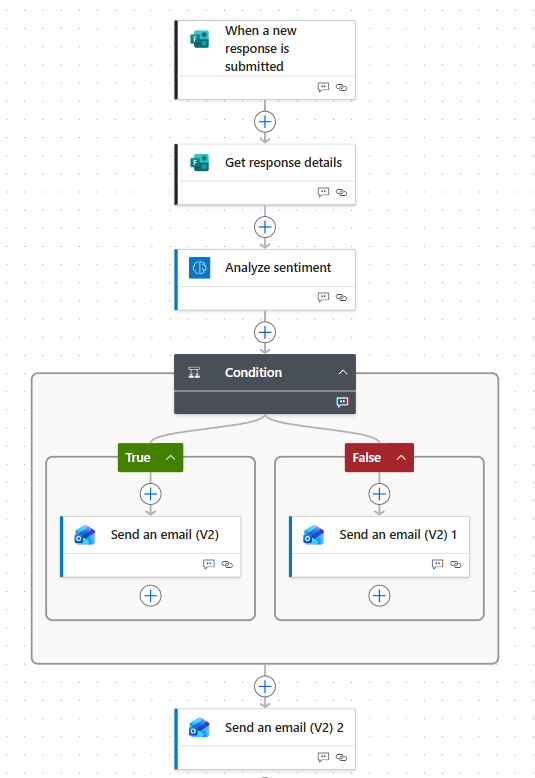 When a new
response is
submitted
Get response details
Analyze sentiment
Condition
True
False
Send an email (V2)
Send an email (V2) 1
Send an email (V2) 2